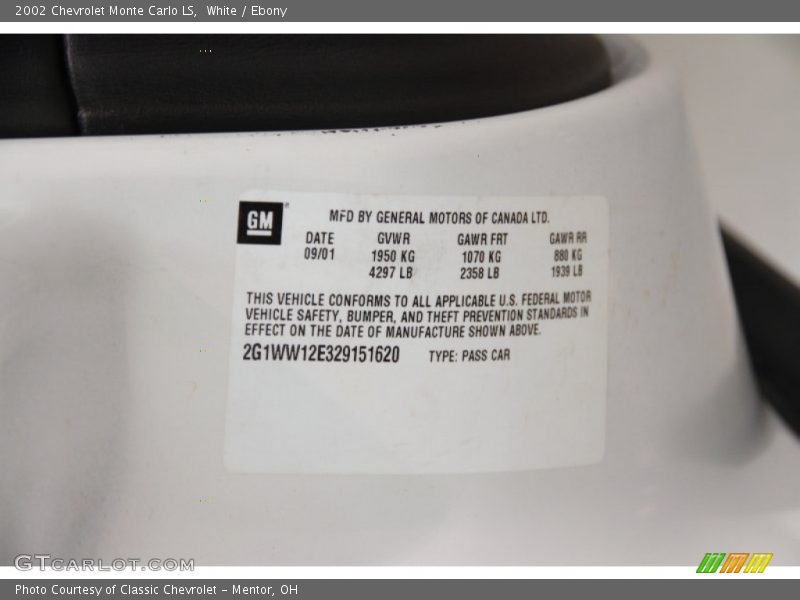 2002 Chevrolet Monte Carlo LS, White / Ebony
GM
MFD BY GENERAL MOTORS OF CANADA LTD.
DATE GVWR GAWR FRT GAWR RR
09/01 1950 KG 1070 KG 880 KG
4297 LB 2358 LB 1939 LB
THIS VEHICLE CONFORMS TO ALL APPLICABLE U.S. FEDERAL MOTOR
VEHICLE SAFETY, BUMPER, AND THEFT PREVENTION STANDARDS IN
EFFECT ON THE DATE OF MANUFACTURE SHOWN ABOVE.
2G1WW12E329151620 TYPE: PASS CAR
GTCARLOT.COM
Photo Courtesy of Classic Chevrolet - Mentor, OH